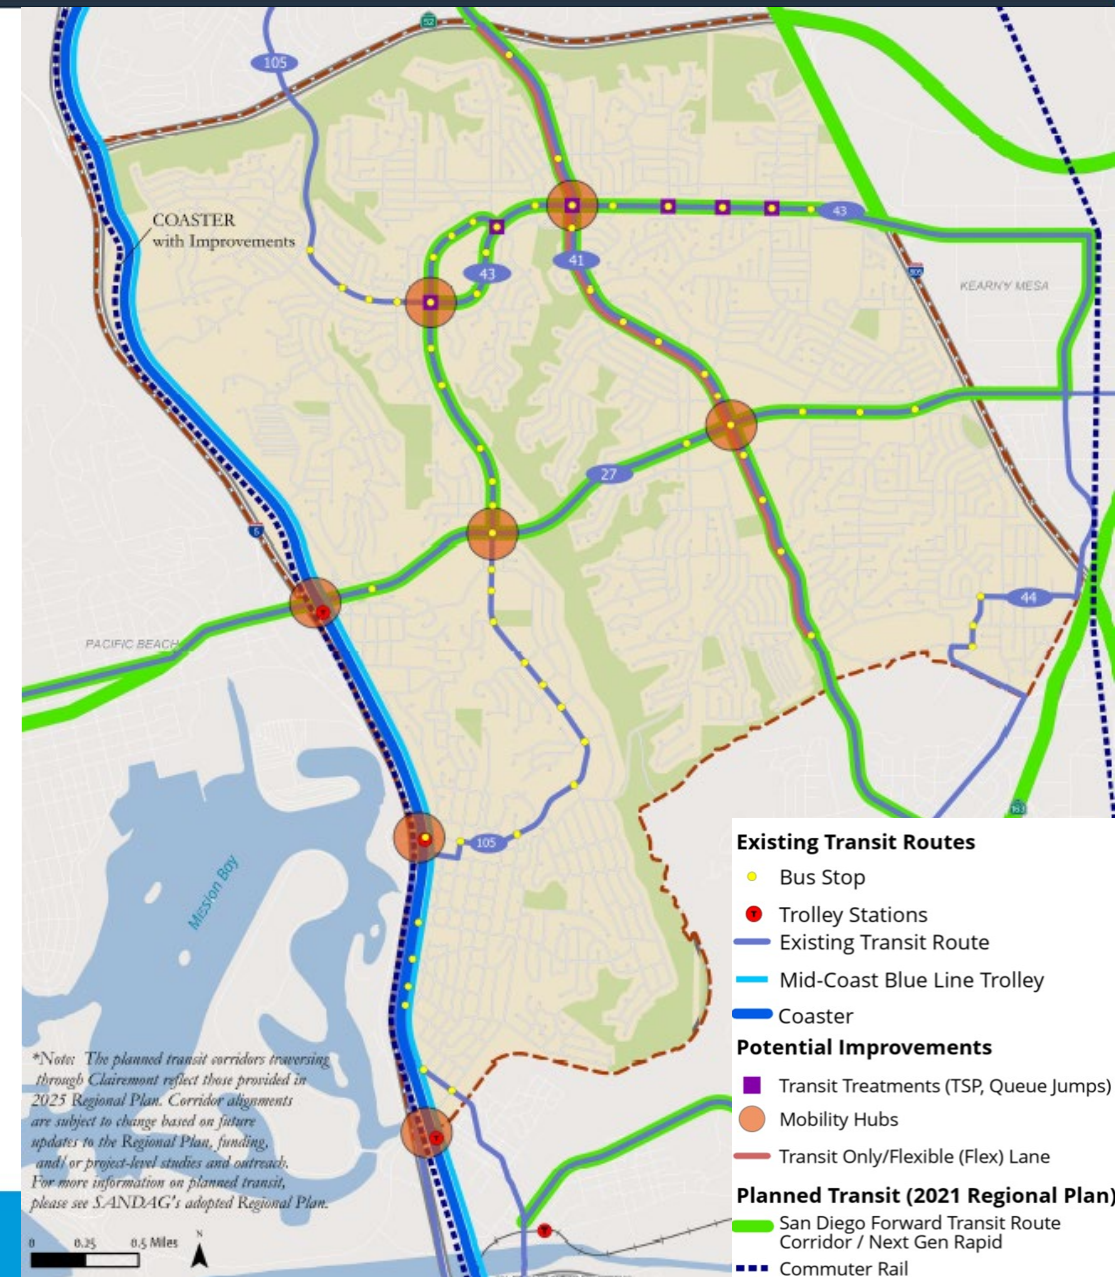 52
105
COASTER
with Improvements
43
43
41
305
KEARNY MESA
27
5
44
PACIFIC BEACH
163
105
Mission Bay
*Note: The planned transit corridors traversing
through Clairemont reflect those provided in
2025 Regional Plan. Corridor alignments
are subject to change based on future
updates to the Regional Plan, funding,
and/or project-level studies and outreach.
For more information on planned transit,
please see SANDAG's adopted Regional Plan.
0 0.25 0.5 Miles
N
Existing Transit Routes
Bus Stop
Trolley Stations
Existing Transit Route
Mid-Coast Blue Line Trolley
Coaster
Potential Improvements
Transit Treatments (TSP, Queue Jumps)
Mobility Hubs
Transit Only/Flexible (Flex) Lane
Planned Transit (2021 Regional Plan)
San Diego Forward Transit Route
Corridor / Next Gen Rapid
Commuter Rail